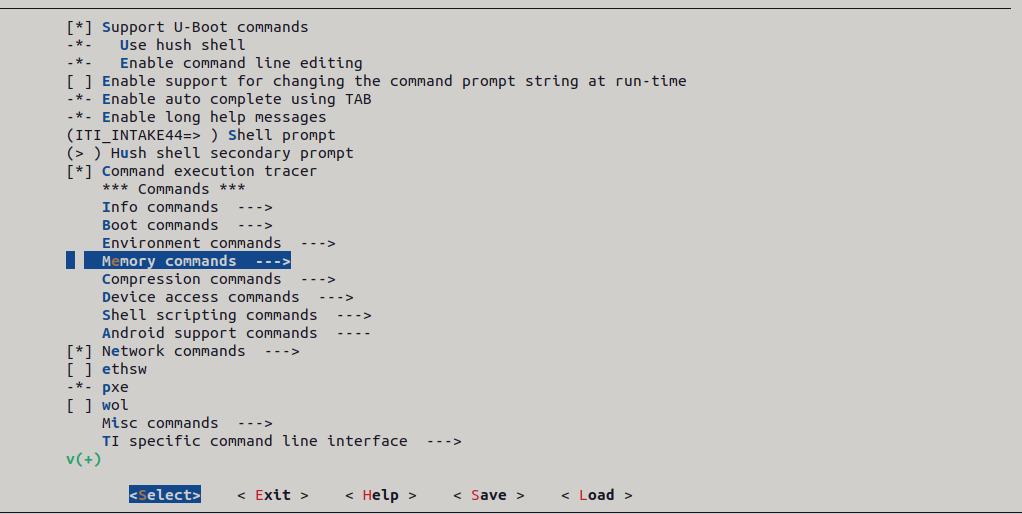 [*] Support U-Boot commands
-*-   Use hush shell
-*-   Enable command line editing
[ ] Enable support for changing the command prompt string at run-time
-*- Enable auto complete using TAB
-*- Enable long help messages
(ITI_INTAKE44=> ) Shell prompt
(> ) Hush shell secondary prompt
[*] Command execution tracer
    *** Commands ***
    Info commands  --->
    Boot commands  --->
    Environment commands  --->
    Memory commands  --->
    Compression commands  --->
    Device access commands  --->
    Shell scripting commands  --->
    Android support commands  ----
[*] Network commands  --->
[ ] ethsw
-*- pxe
[ ] wol
    Misc commands  --->
    TI specific command line interface  --->
v(+)
<Select>    < Exit >    < Help >    < Save >    < Load >